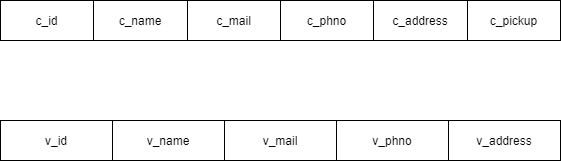 c_id c_name c_mail c_phno c_address c_pickup
v_id v_name v_mail v_phno v_address